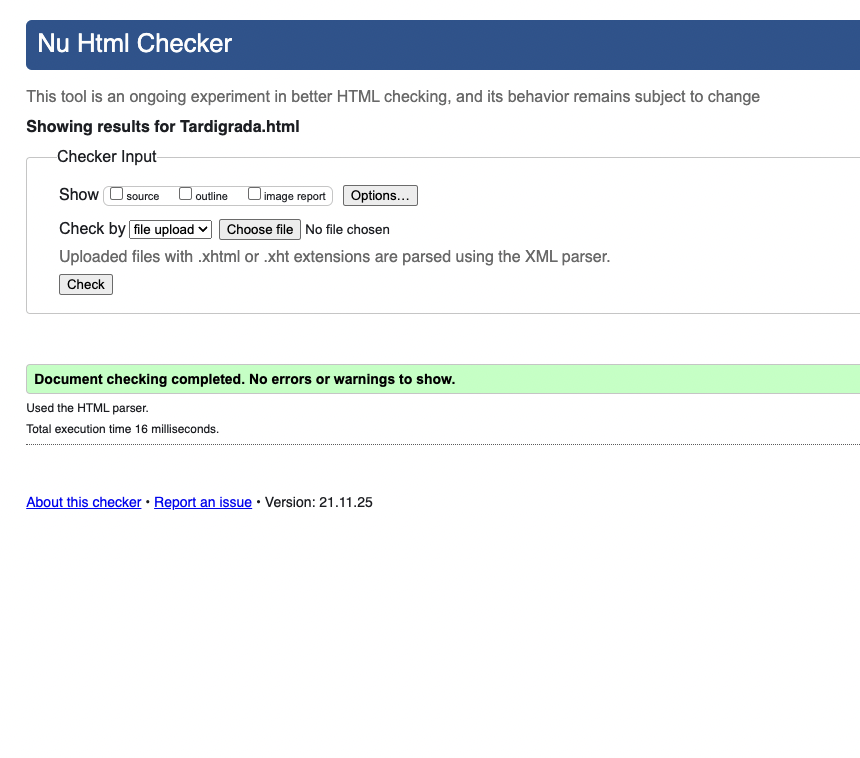 Nu Html Checker
This tool is an ongoing experiment in better HTML checking, and its behavior remains subject to change
Showing results for Tardigrada.html
Checker Input
Show source outline image report Options…
Check by file upload Choose file No file chosen
Uploaded files with .xhtml or .xht extensions are parsed using the XML parser.
Check
Document checking completed. No errors or warnings to show.
Used the HTML parser.
Total execution time 16 milliseconds.
About this checker • Report an issue • Version: 21.11.25